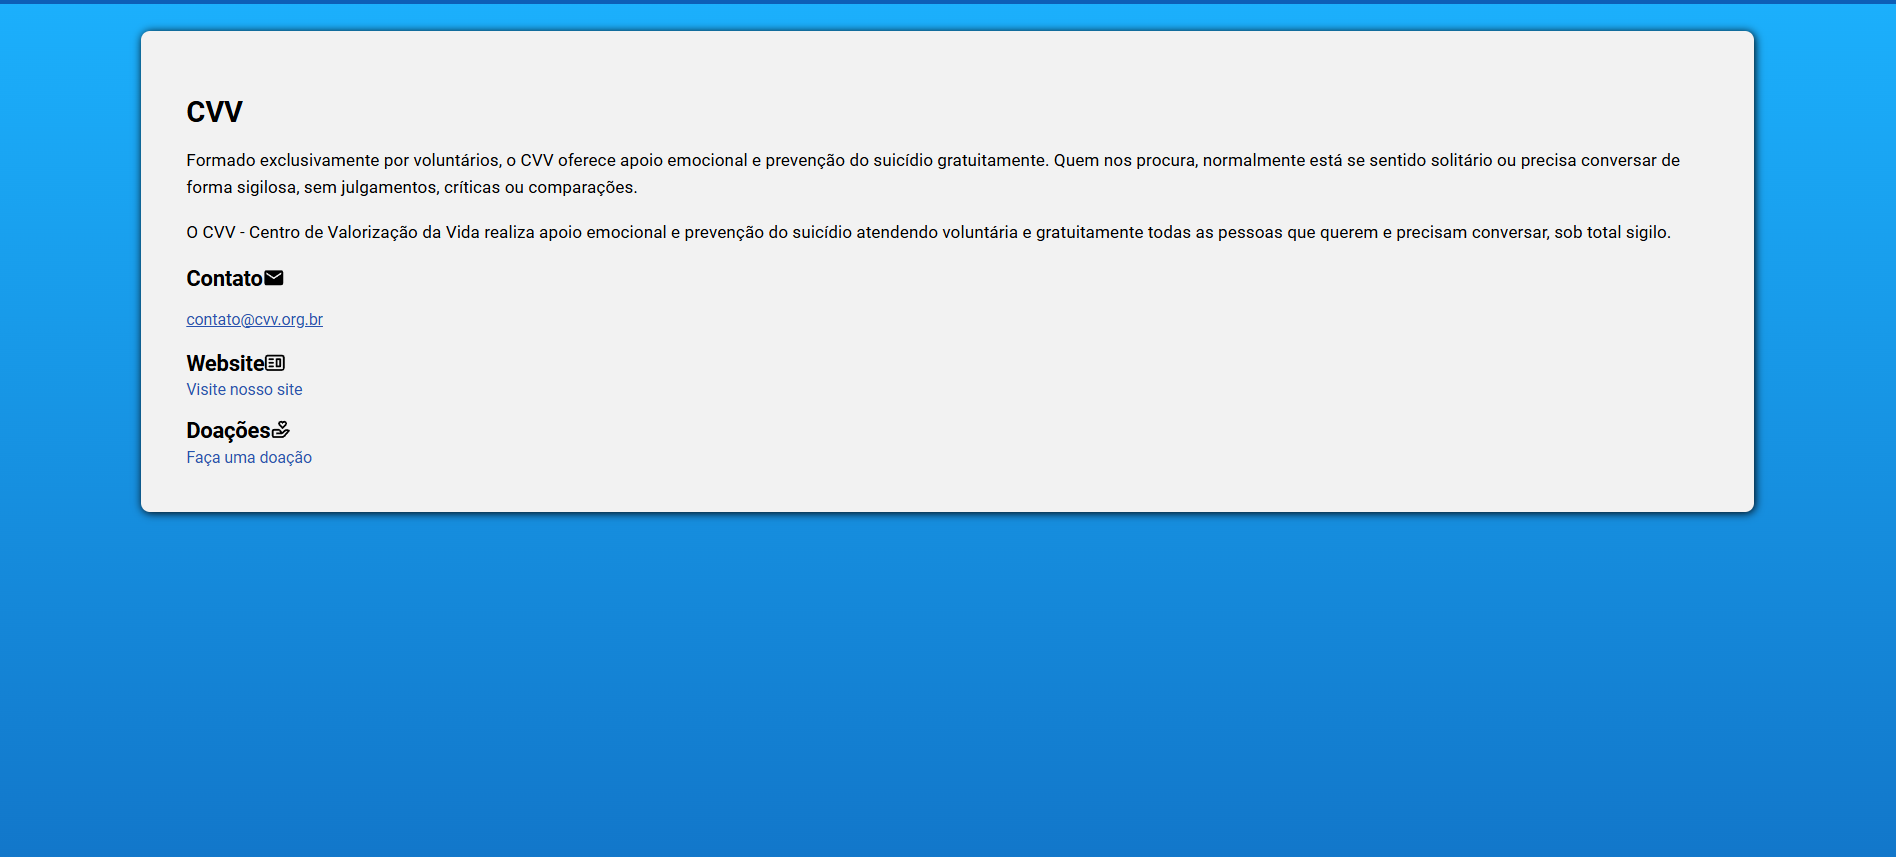 CVV
Formado exclusivamente por voluntários, o CVV oferece apoio emocional e prevenção do suicídio gratuitamente. Quem nos procura, normalmente está se sentido solitário ou precisa conversar de
forma sigilosa, sem julgamentos, críticas ou comparações.
O CVV - Centro de Valorização da Vida realiza apoio emocional e prevenção do suicídio atendendo voluntária e gratuitamente todas as pessoas que querem e precisam conversar, sob total sigilo.
Contato
contato@cvv.org.br
Website
Visite nosso site
Doações
Faça uma doação